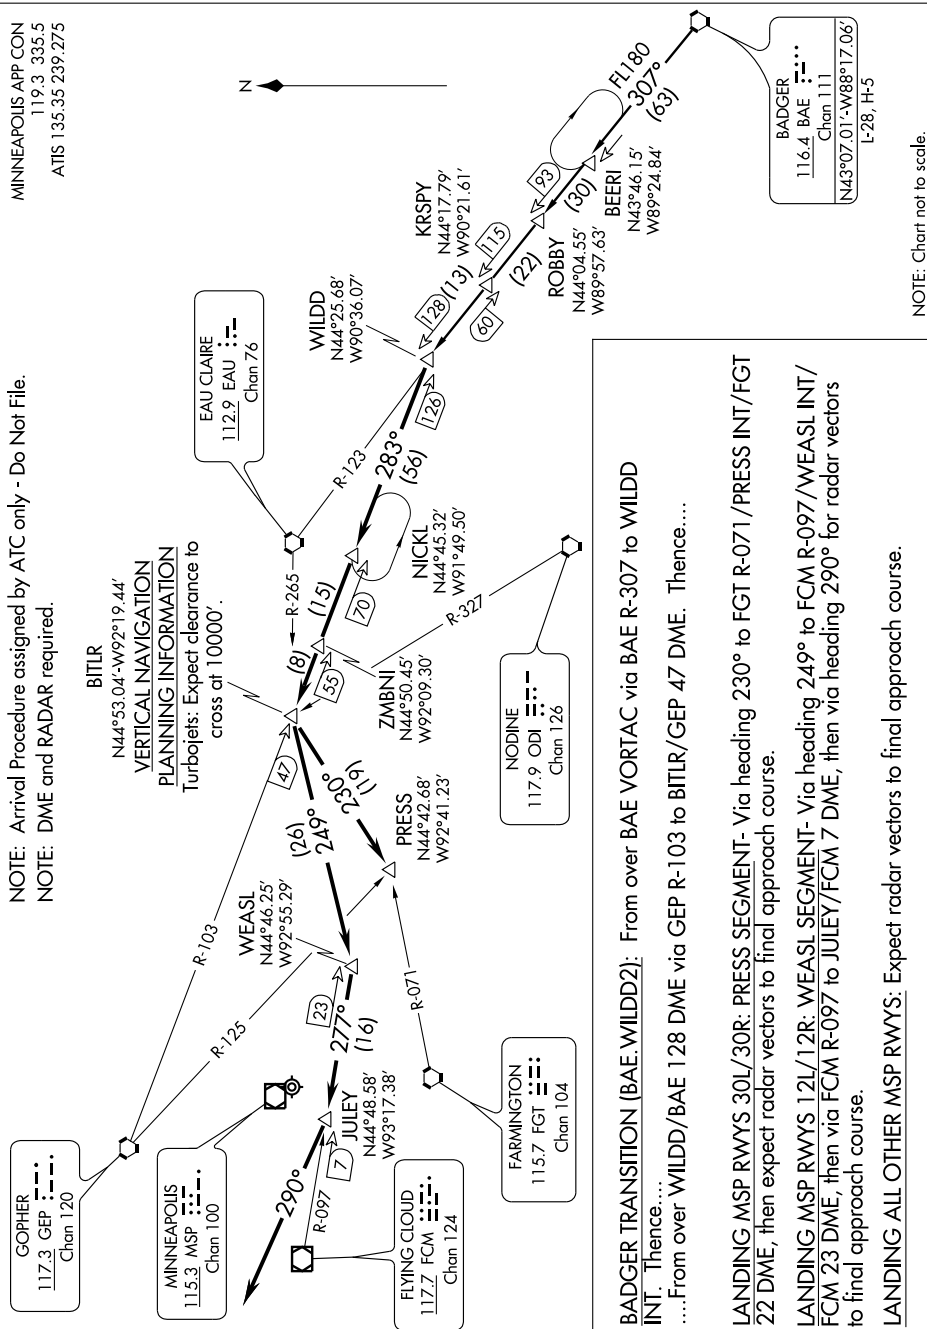 MINNEAPOLIS APP CON
119.3 335.5
ATIS 135.35 239.275
NOTE: Arrival Procedure assigned by ATC only - Do Not File.
NOTE: DME and RADAR required.
GOPHER
117.3 GEP
Chan 120
MINNEAPOLIS
115.3 MSP
Chan 100
FLYING CLOUD
117.7 FCM
Chan 124
FARMINGTON
115.7 FGT
Chan 104
290°
R-097
7
JULEY
N44°48.58'
W93°17.38'
277°
(16)
23
WEASL
N44°46.25'
W92°55.29'
R-125
R-103
R-071
249°
(26)
230°
(19)
PRESS
N44°42.68'
W92°41.23'
47
BITLR
N44°53.04'-W92°19.44'
VERTICAL NAVIGATION
PLANNING INFORMATION
Turbojets: Expect clearance to
cross at 10000'.
(8)
55
ZMBNI
N44°50.45'
W92°09.30'
R-265
(15)
70
NICKL
N44°45.32'
W91°49.50'
R-327
NODINE
117.9 ODI
Chan 126
EAU CLAIRE
112.9 EAU
Chan 76
R-123
283°
(56)
126
WILDD
N44°25.68'
W90°36.07'
128
(13)
60
KRSPY
N44°17.79'
W90°21.61'
115
(22)
ROBBY
N44°04.55'
W89°57.63'
93
(30)
BEERI
N43°46.15'
W89°24.84'
FL180
307°
(63)
N
BADGER
116.4 BAE
Chan 111
N43°07.01'-W88°17.06'
L-28, H-5
NOTE: Chart not to scale.
BADGER TRANSITION (BAE.WILDD2): From over BAE VORTAC via BAE R-307 to WILDD
INT. Thence....
....From over WILDD/BAE 128 DME via GEP R-103 to BITLR/GEP 47 DME. Thence....
LANDING MSP RWYS 30L/30R: PRESS SEGMENT- Via heading 230° to FGT R-071/PRESS INT/FGT
22 DME, then expect radar vectors to final approach course.
LANDING MSP RWYS 12L/12R: WEASL SEGMENT- Via heading 249° to FCM R-097/WEASL INT/
FCM 23 DME, then via FCM R-097 to JULEY/FCM 7 DME, then via heading 290° for radar vectors
to final approach course.
LANDING ALL OTHER MSP RWYS: Expect radar vectors to final approach course.